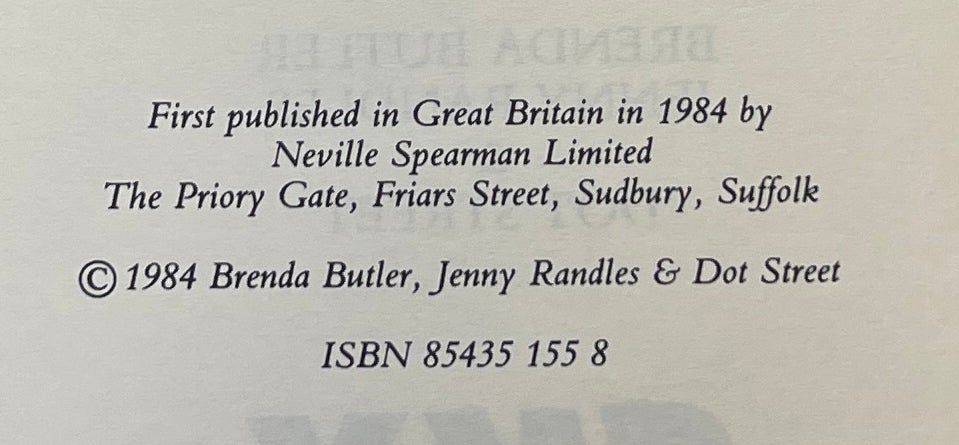 First published in Great Britain in 1984 by
Neville Spearman Limited
The Priory Gate, Friars Street, Sudbury, Suffolk
© 1984 Brenda Butler, Jenny Randles & Dot Street
ISBN 85435 155 8